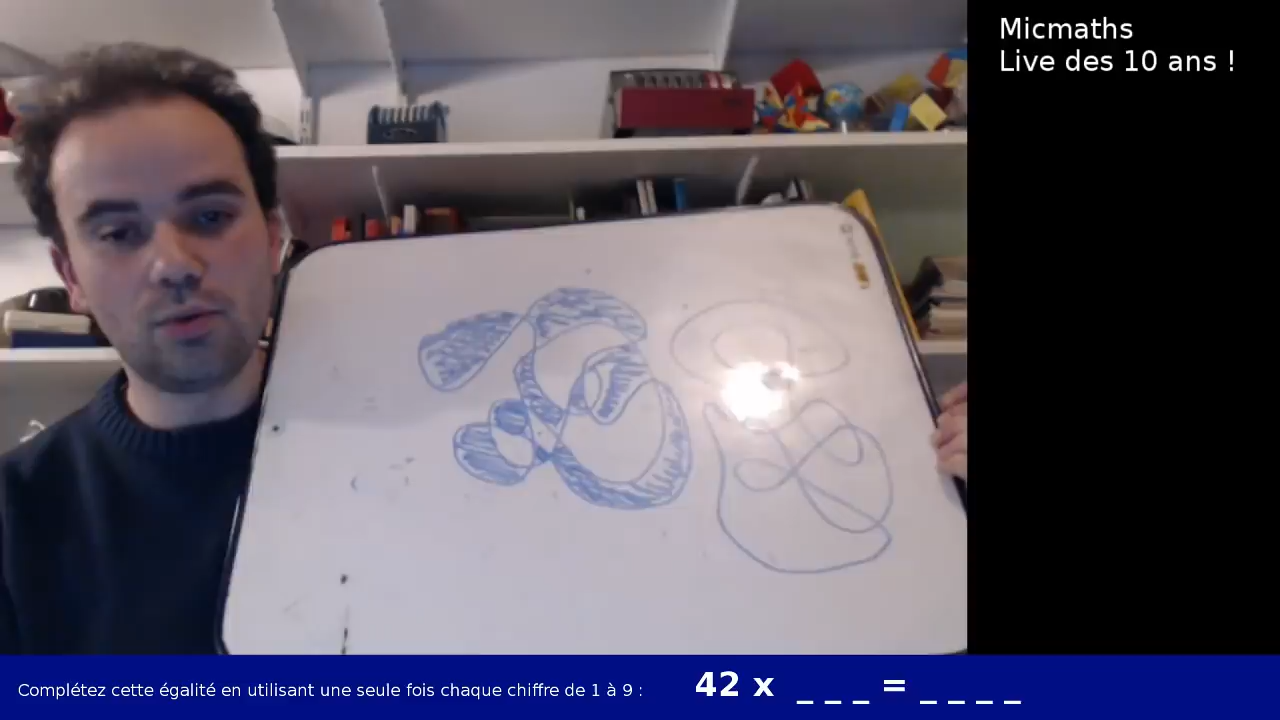 Micmaths
Live des 10 ans !
Complétez cette égalité en utilisant une seule fois chaque chiffre de 1 à 9 : 42 x _ _ _ = _ _ _ _